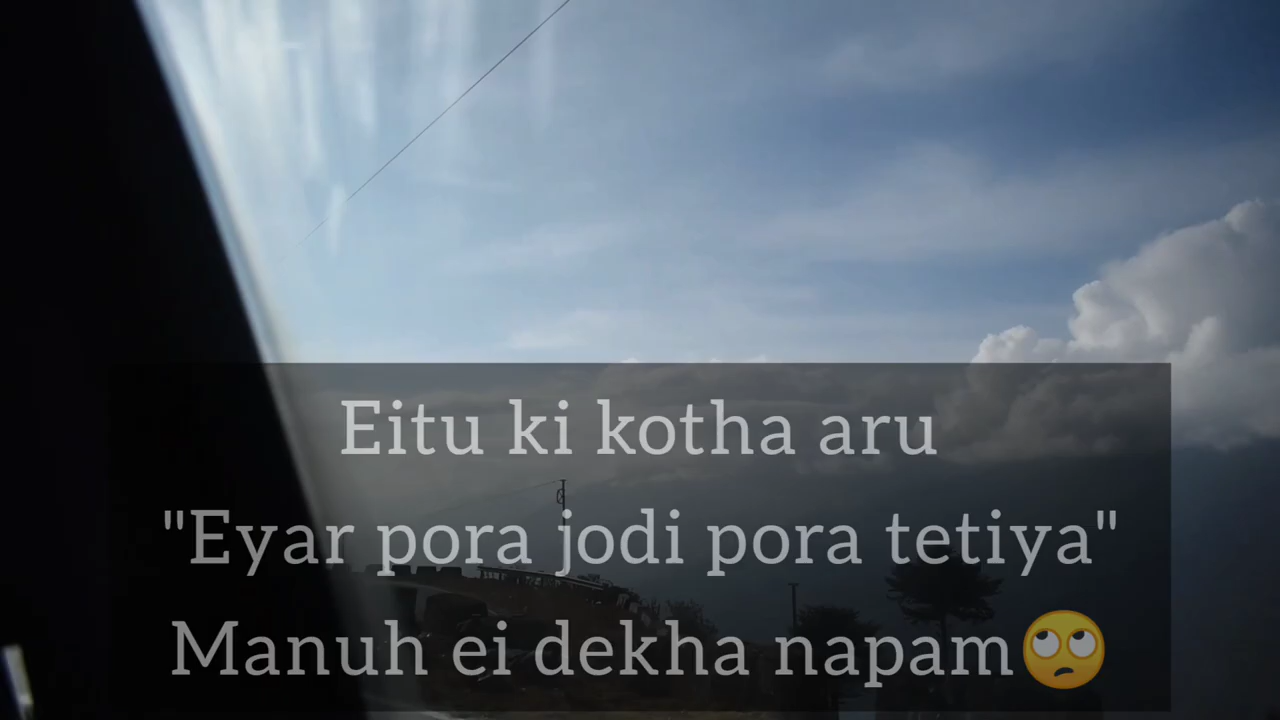 Eitu ki kotha aru
"Eyar pora jodi pora tetiya"
Manuh ei dekha napam🙄